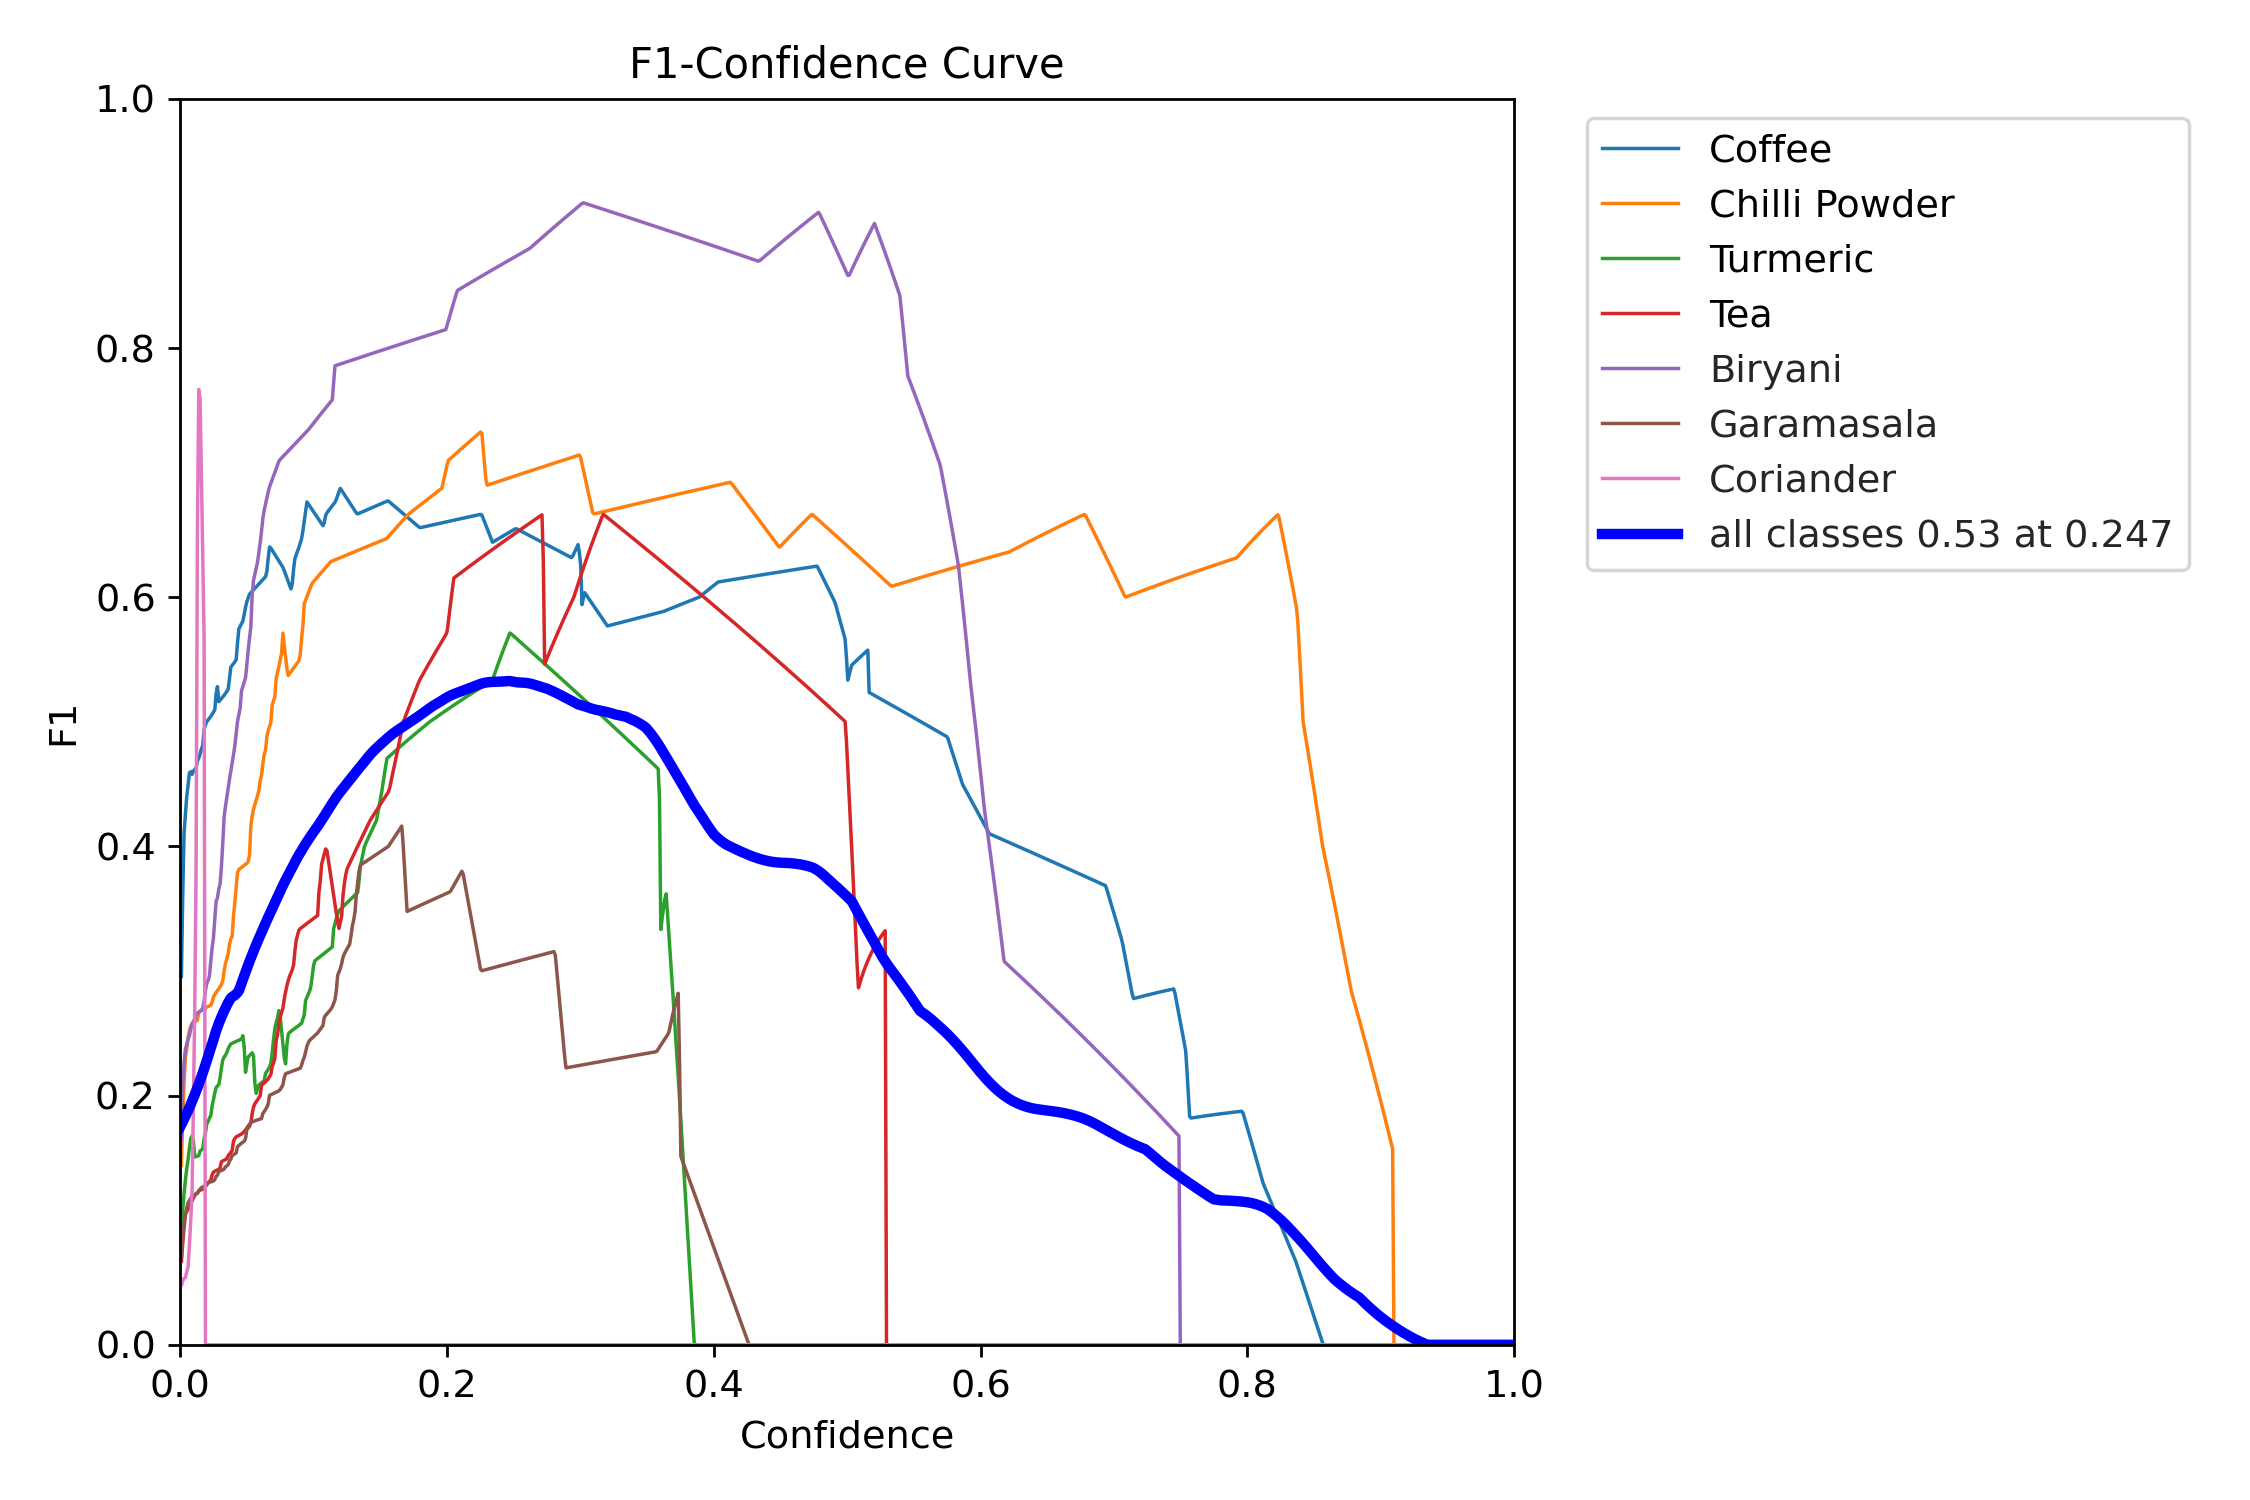 F1-Confidence Curve
1.0
0.8
0.6
0.4
0.2
0.0
F1
0.0 0.2 0.4 0.6 0.8 1.0
Confidence
Coffee
Chilli Powder
Turmeric
Tea
Biryani
Garamasala
Coriander
all classes 0.53 at 0.247